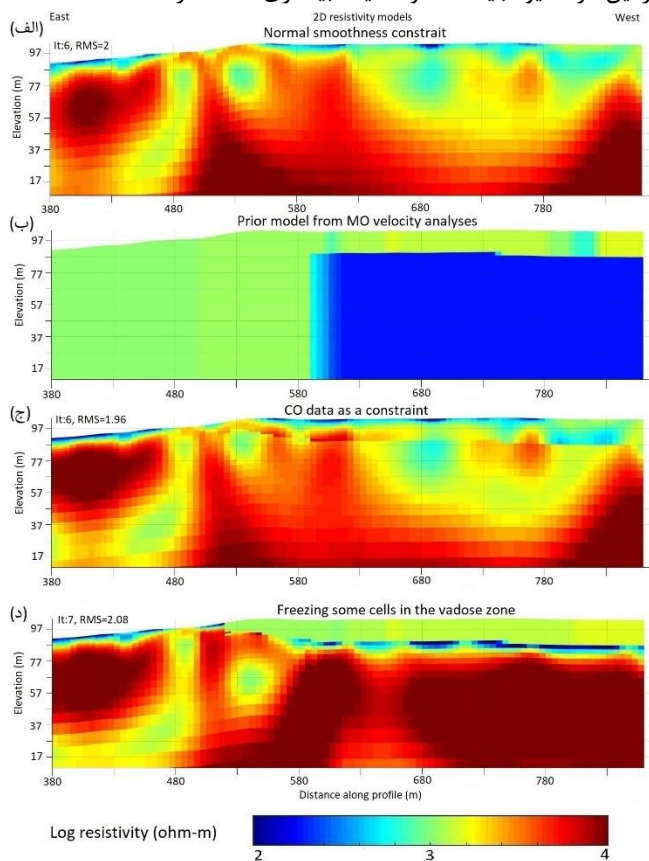 East 2D resistivity models West
(الف) Normal smoothness constrait
It:6, RMS=2
Elevation (m)
97
77
57
37
17
380 480 580 680 780
(ب) Prior model from MO velocity analyses
Elevation (m)
97
77
57
37
17
380 480 580 680 780
(ج) CO data as a constraint
It:6, RMS=1.96
Elevation (m)
97
77
57
37
17
380 480 580 680 780
(د) Freezing some cells in the vadose zone
It:7, RMS=2.08
Elevation (m)
97
77
57
37
17
380 480 580 680 780
Distance along profile (m)
Log resistivity (ohm-m)
2 3 4